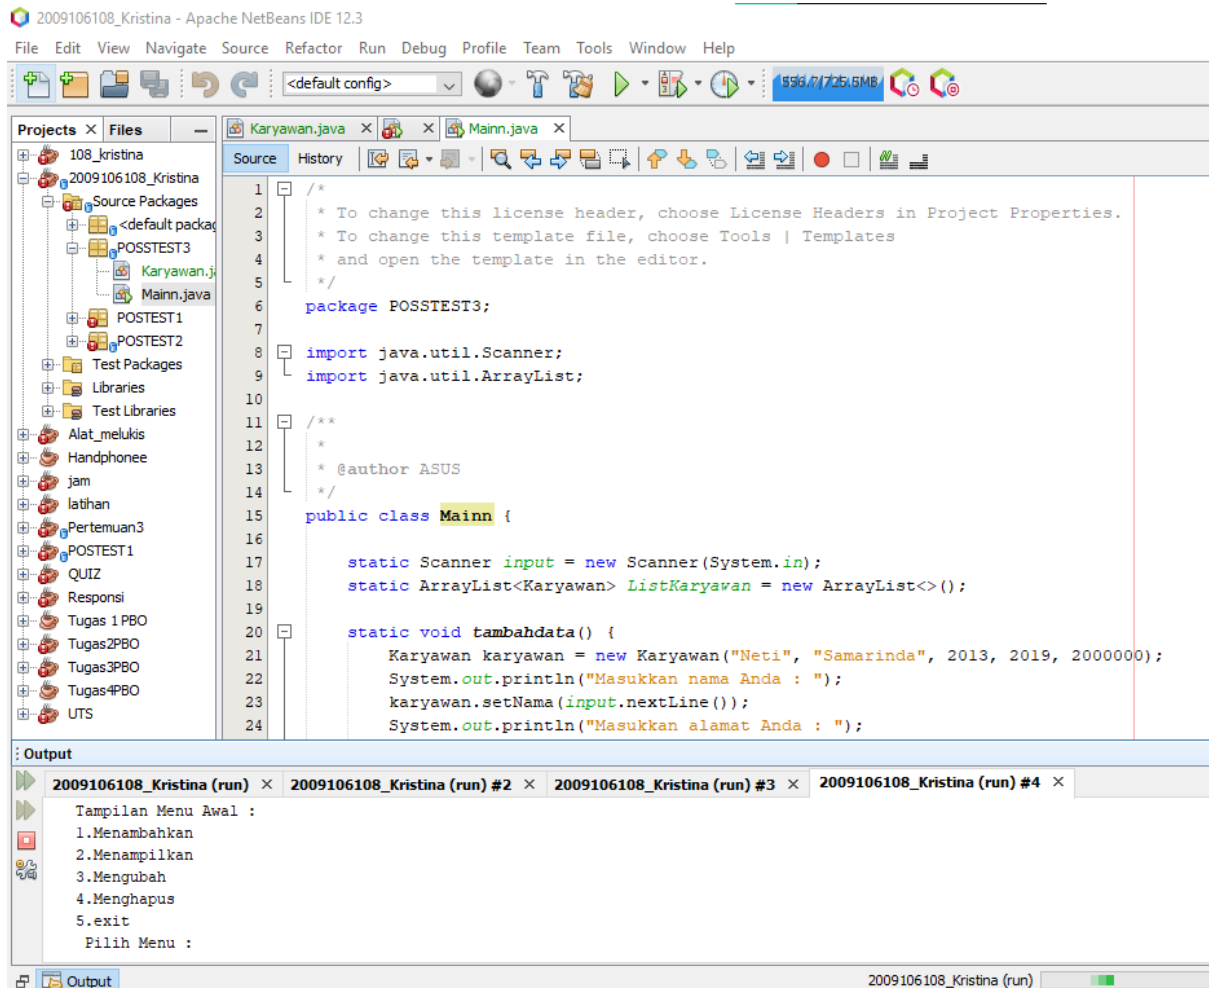 2009106108_Kristina - Apache NetBeans IDE 12.3
File Edit View Navigate Source Refactor Run Debug Profile Team Tools Window Help
<default config>
556.7/725.5MB
Projects Files
Karyawan.java Mainn.java
Source History
108_kristina
2009106108_Kristina
Source Packages
<default packag
POSSTEST3
Karyawan.ja
Mainn.java
POSTEST1
POSTEST2
Test Packages
Libraries
Test Libraries
Alat_melukis
Handphonee
jam
latihan
Pertemuan3
POSTEST1
QUIZ
Responsi
Tugas 1 PBO
Tugas2PBO
Tugas3PBO
Tugas4PBO
UTS
1 /*
2 * To change this license header, choose License Headers in Project Properties.
3 * To change this template file, choose Tools | Templates
4 * and open the template in the editor.
5 */
6 package POSSTEST3;
7
8 import java.util.Scanner;
9 import java.util.ArrayList;
10
11 /**
12 *
13 * @author ASUS
14 */
15 public class Mainn {
16
17 static Scanner input = new Scanner(System.in);
18 static ArrayList<Karyawan> ListKaryawan = new ArrayList<>();
19
20 static void tambahdata() {
21 Karyawan karyawan = new Karyawan("Neti", "Samarinda", 2013, 2019, 2000000);
22 System.out.println("Masukkan nama Anda : ");
23 karyawan.setNama(input.nextLine());
24 System.out.println("Masukkan alamat Anda : ");
Output
2009106108_Kristina (run) 2009106108_Kristina (run) #2 2009106108_Kristina (run) #3 2009106108_Kristina (run) #4
Tampilan Menu Awal :
1.Menambahkan
2.Menampilkan
3.Mengubah
4.Menghapus
5.exit
Pilih Menu :
Output
2009106108_Kristina (run)